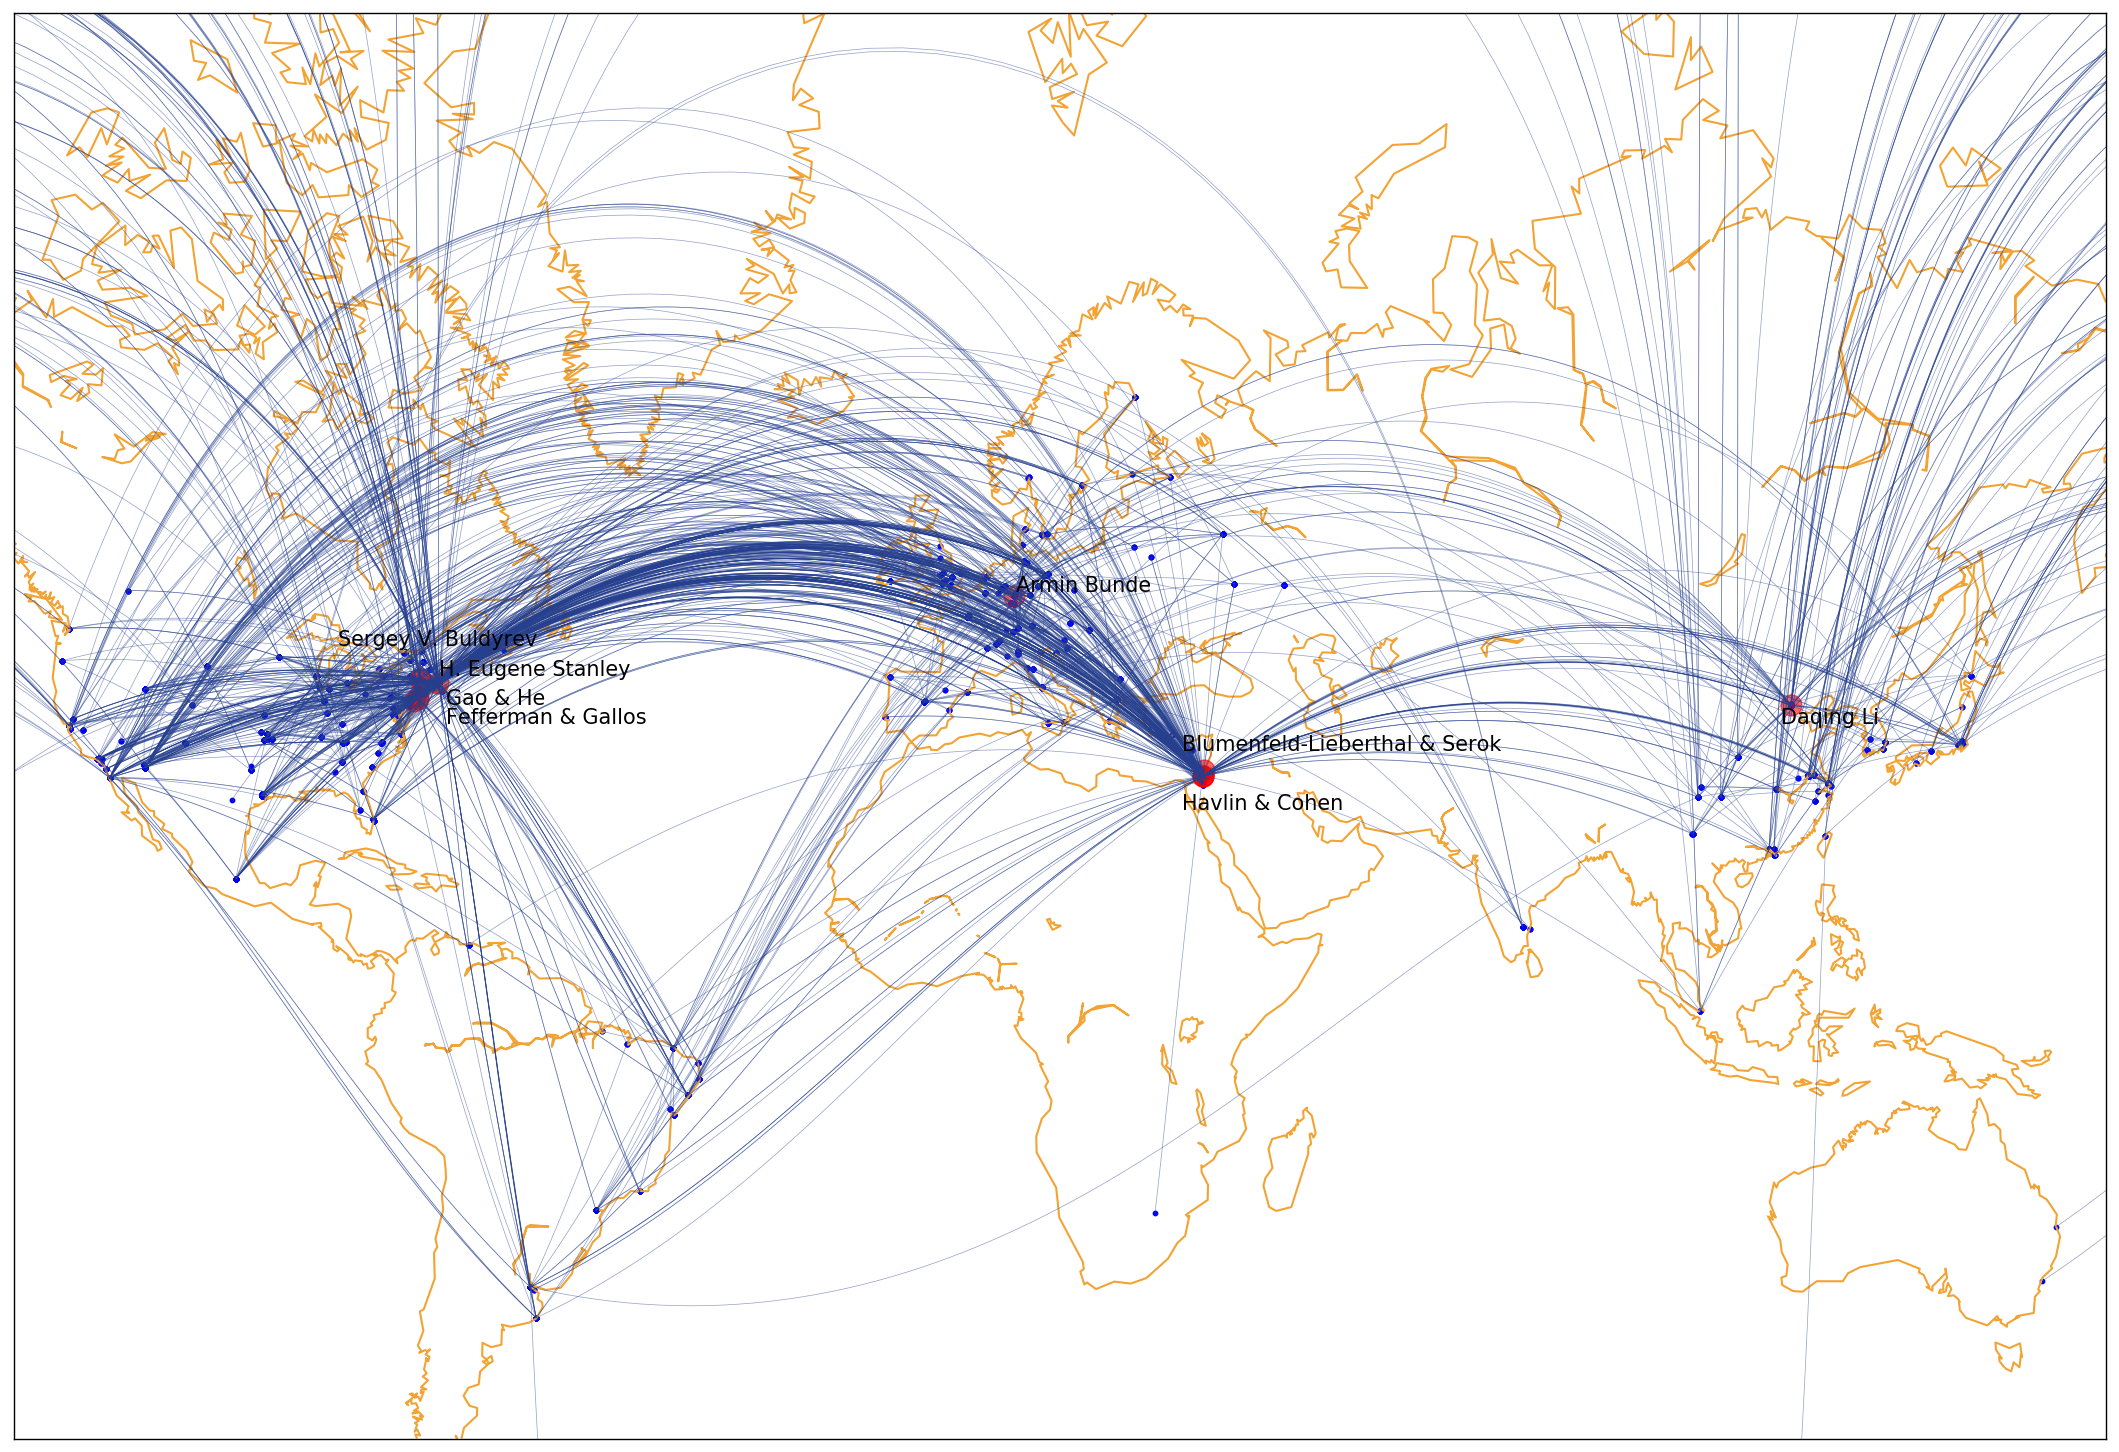 Armin Bunde
Sergey V. Buldyrev
H. Eugene Stanley
Gao & He
Fefferman & Gallos
Daqing Li
Blumenfeld-Lieberthal & Serok
Havlin & Cohen